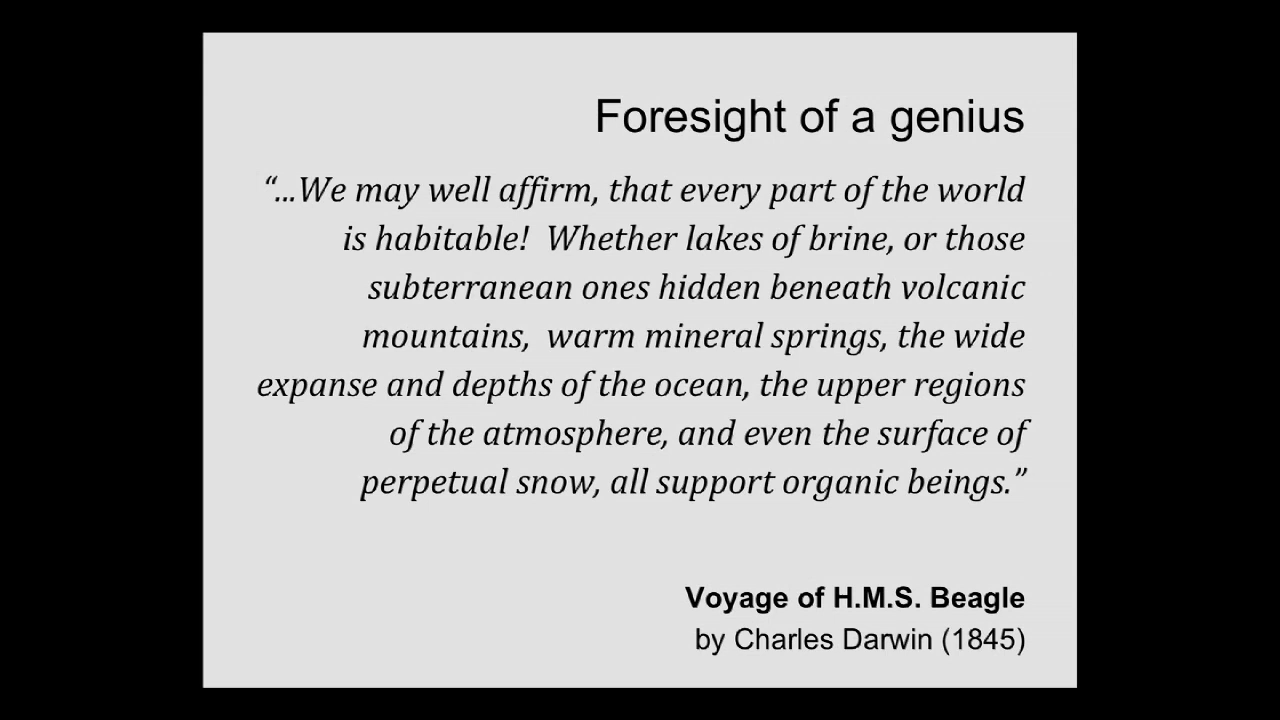 Foresight of a genius
“...We may well affirm, that every part of the world
is habitable!  Whether lakes of brine, or those
subterranean ones hidden beneath volcanic
mountains,  warm mineral springs, the wide
expanse and depths of the ocean, the upper regions
of the atmosphere, and even the surface of
perpetual snow, all support organic beings.”
Voyage of H.M.S. Beagle
by Charles Darwin (1845)